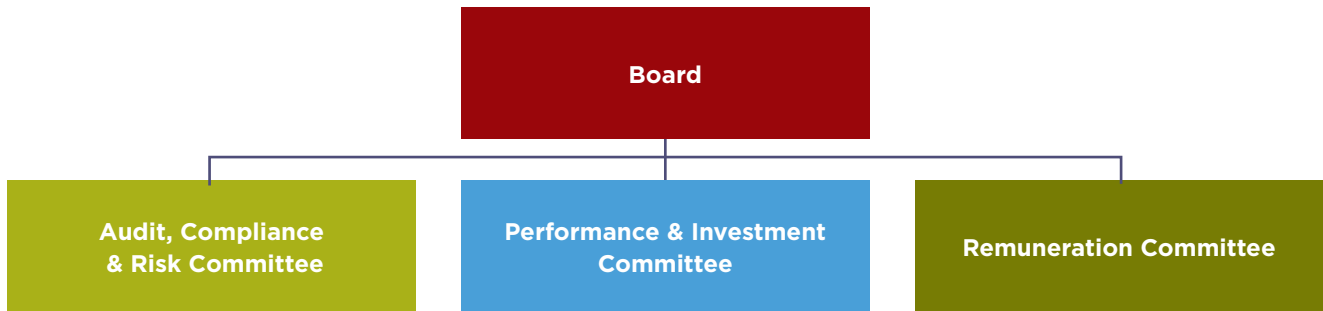 Board
Audit, Compliance
& Risk Committee
Performance & Investment
Committee
Remuneration Committee